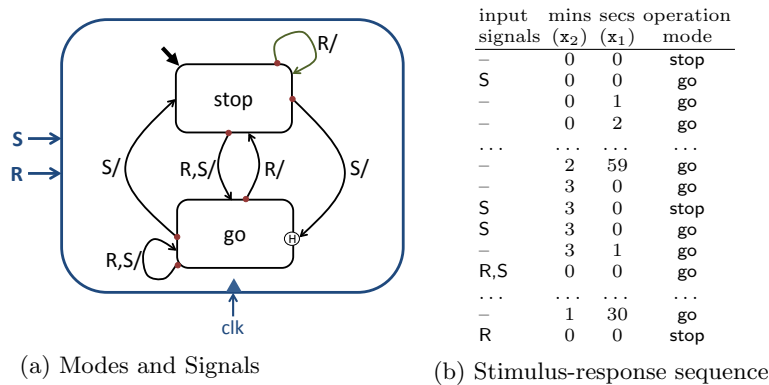 R/
stop
S
S/
R,S/
R/
S/
R
go
H
R,S/
clk
(a) Modes and Signals
input mins secs operation
signals (x₂) (x₁) mode
– 0 0 stop
S 0 0 go
– 0 1 go
– 0 2 go
... ... ... ...
– 2 59 go
– 3 0 go
S 3 0 stop
S 3 0 go
– 3 1 go
R,S 0 0 go
... ... ... ...
– 1 30 go
R 0 0 stop
(b) Stimulus-response sequence